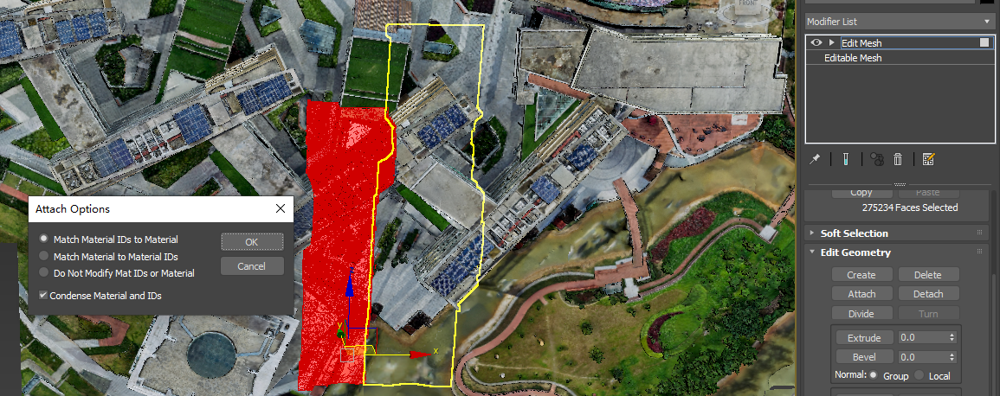 FRONT
Modifier List
Edit Mesh
Editable Mesh
Copy
Paste
275234 Faces Selected
Soft Selection
Edit Geometry
Create
Delete
Attach
Detach
Divide
Turn
Extrude
0.0
Bevel
0.0
Normal:
Group
Local
Attach Options
Match Material IDs to Material
Match Material to Material IDs
Do Not Modify Mat IDs or Material
Condense Material and IDs
OK
Cancel
x